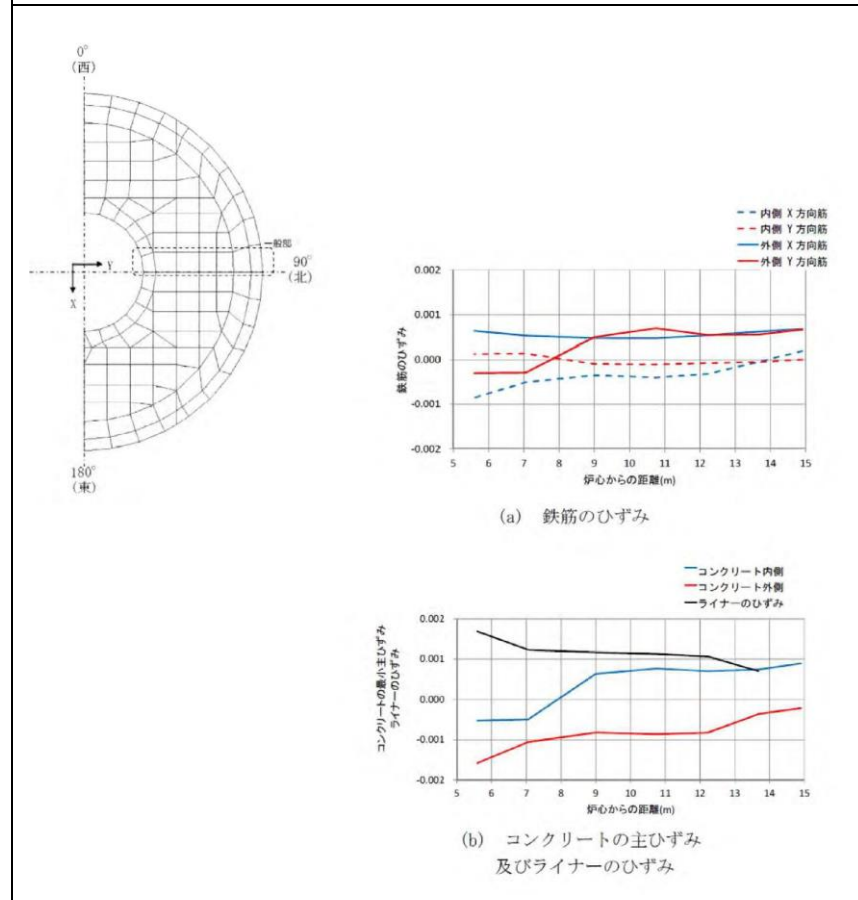 0°
(西)
一般部
90°
(北)
Y
X
180°
(東)
内側 X 方向筋
内側 Y 方向筋
外側 X 方向筋
外側 Y 方向筋
鉄筋のひずみ
0.002
0.001
0.000
-0.001
-0.002
5 6 7 8 9 10 11 12 13 14 15
炉心からの距離(m)
(a) 鉄筋のひずみ
コンクリート内側
コンクリート外側
ライナーのひずみ
コンクリートの最小主ひずみ
ライナーのひずみ
0.002
0.001
0.000
-0.001
-0.002
5 6 7 8 9 10 11 12 13 14 15
炉心からの距離(m)
(b) コンクリートの主ひずみ
及びライナーのひずみ